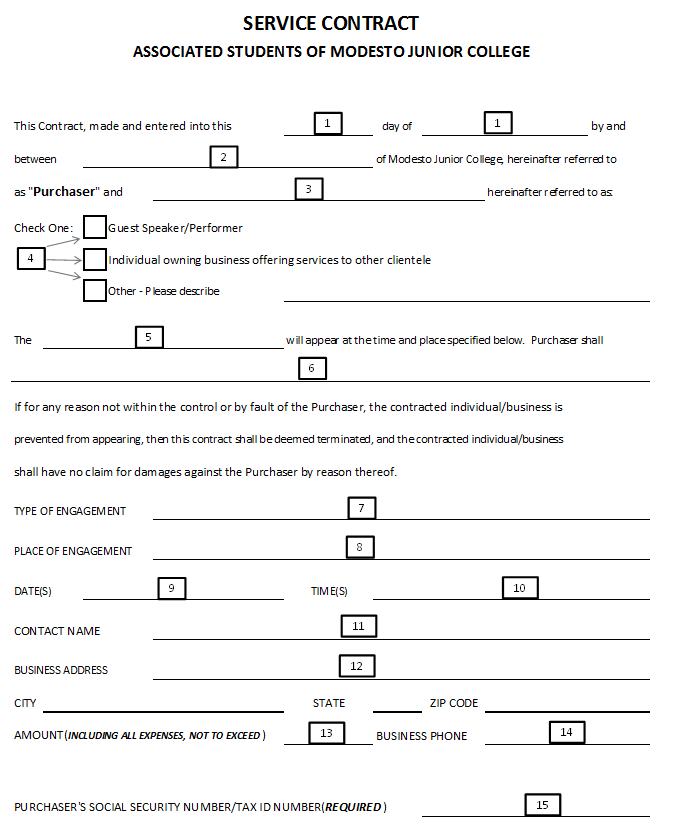 SERVICE CONTRACT
ASSOCIATED STUDENTS OF MODESTO JUNIOR COLLEGE
This Contract, made and entered into this 1 day of 1 by and
between 2 of Modesto Junior College, hereinafter referred to
as "Purchaser" and 3 hereinafter referred to as:
Check One: Guest Speaker/Performer
4 Individual owning business offering services to other clientele
Other - Please describe
The 5 will appear at the time and place specified below. Purchaser shall
6
If for any reason not within the control or by fault of the Purchaser, the contracted individual/business is
prevented from appearing, then this contract shall be deemed terminated, and the contracted individual/business
shall have no claim for damages against the Purchaser by reason thereof.
TYPE OF ENGAGEMENT 7
PLACE OF ENGAGEMENT 8
DATE(S) 9 TIME(S) 10
CONTACT NAME 11
BUSINESS ADDRESS 12
CITY STATE ZIP CODE
AMOUNT(INCLUDING ALL EXPENSES, NOT TO EXCEED) 13 BUSINESS PHONE 14
PURCHASER'S SOCIAL SECURITY NUMBER/TAX ID NUMBER(REQUIRED) 15